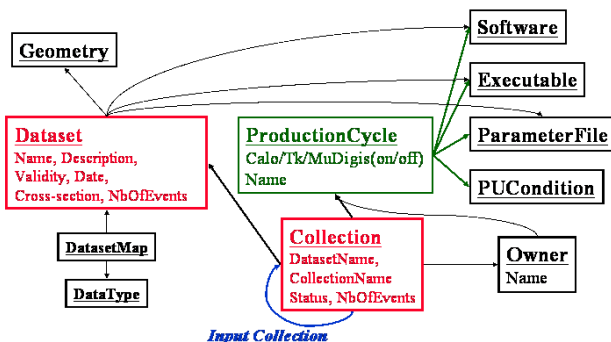 Software
Geometry
Executable
Dataset
Name, Description,
Validity, Date,
Cross-section, NbOfEvents
ProductionCycle
Calo/Tk/MuDigis(on/off)
Name
ParameterFile
PUCondition
Collection
DatasetName,
CollectionName
Status, NbOfEvents
Owner
Name
DatasetMap
DataType
Input Collection